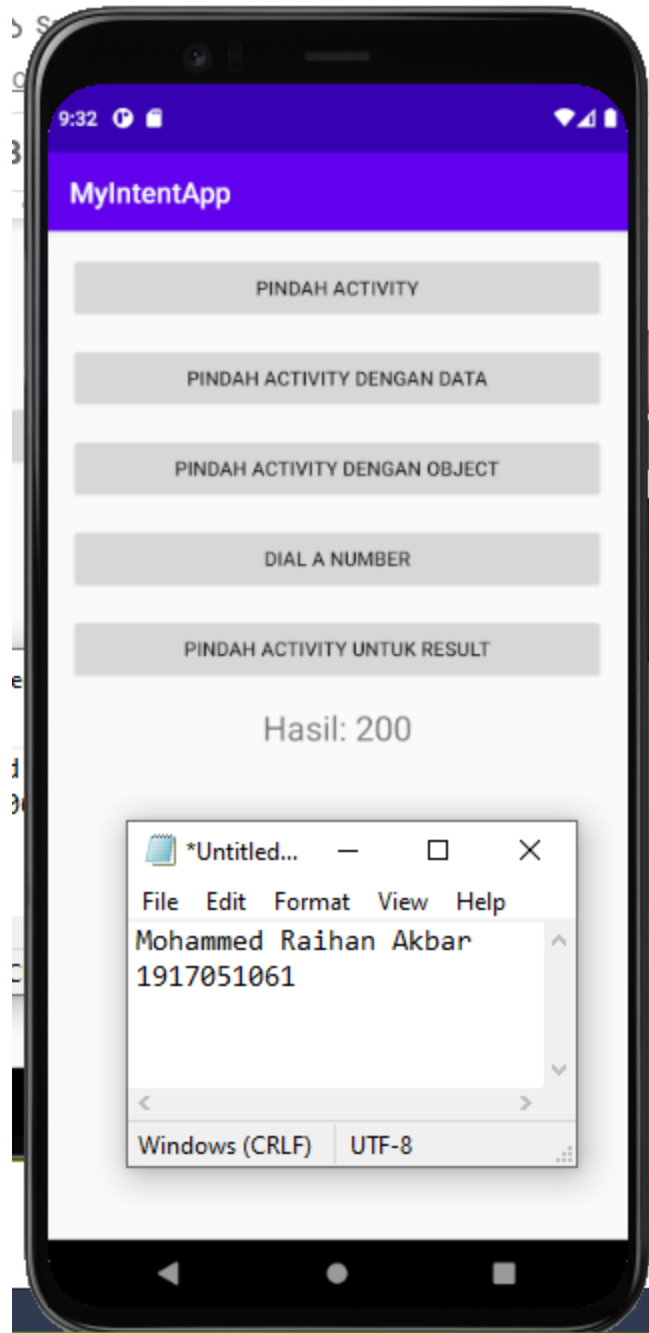 9:32
MyIntentApp
PINDAH ACTIVITY
PINDAH ACTIVITY DENGAN DATA
PINDAH ACTIVITY DENGAN OBJECT
DIAL A NUMBER
PINDAH ACTIVITY UNTUK RESULT
Hasil: 200
*Untitled...
File Edit Format View Help
Mohammed Raihan Akbar
1917051061
Windows (CRLF) UTF-8